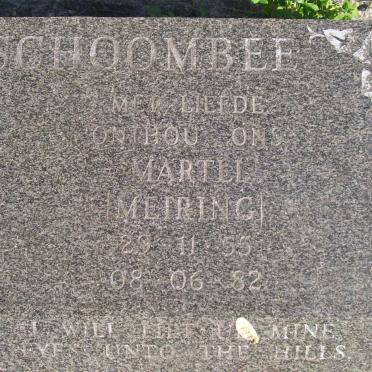 SCHOOMBEE
MET LIEFDE
ONTHOU ONS
MARTEL
[MEIRING]
29 11 55
08 06 82
I WILL LIFT UP MINE
EYES UNTO THE HILLS.